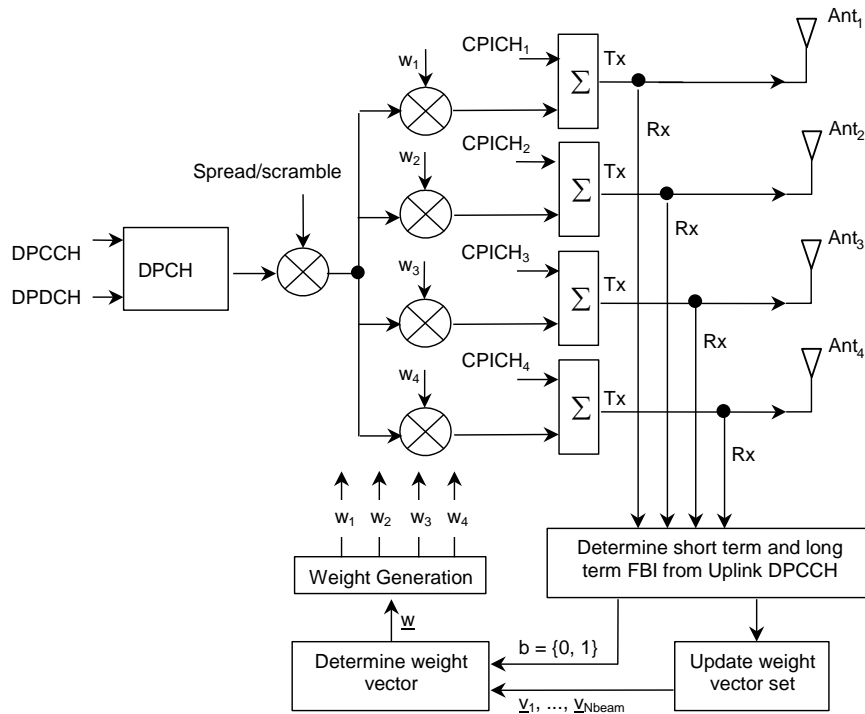 Ant₁
CPICH₁
Tx
w₁
Σ
Rx
Ant₂
CPICH₂
Tx
w₂
Σ
Spread/scramble
Rx
Ant₃
CPICH₃
Tx
DPCCH
w₃
DPCH
Σ
DPDCH
Rx
Ant₄
CPICH₄
Tx
w₄
Σ
Rx
w₁ w₂ w₃ w₄
Determine short term and long
term FBI from Uplink DPCCH
Weight Generation
w
b = {0, 1}
Determine weight
vector
Update weight
vector set
v₁, ..., v_Nbeam